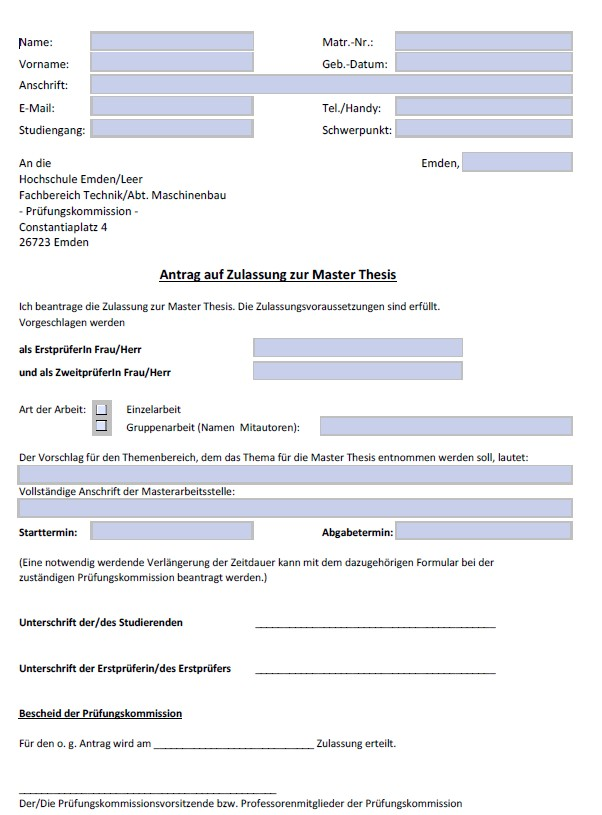 Name: Matr.-Nr.:
Vorname: Geb.-Datum:
Anschrift:
E-Mail: Tel./Handy:
Studiengang: Schwerpunkt:
An die Emden,
Hochschule Emden/Leer
Fachbereich Technik/Abt. Maschinenbau
- Prüfungskommission -
Constantiaplatz 4
26723 Emden
Antrag auf Zulassung zur Master Thesis
Ich beantrage die Zulassung zur Master Thesis. Die Zulassungsvoraussetzungen sind erfüllt.
Vorgeschlagen werden
als ErstprüferIn Frau/Herr
und als ZweitprüferIn Frau/Herr
Art der Arbeit: Einzelarbeit
Gruppenarbeit (Namen Mitautoren):
Der Vorschlag für den Themenbereich, dem das Thema für die Master Thesis entnommen werden soll, lautet:
Vollständige Anschrift der Masterarbeitsstelle:
Starttermin: Abgabetermin:
(Eine notwendig werdende Verlängerung der Zeitdauer kann mit dem dazugehörigen Formular bei der
zuständigen Prüfungskommission beantragt werden.)
Unterschrift der/des Studierenden
Unterschrift der Erstprüferin/des Erstprüfers
Bescheid der Prüfungskommission
Für den o. g. Antrag wird am ____________________________ Zulassung erteilt.
Der/Die Prüfungskommissionsvorsitzende bzw. Professorenmitglieder der Prüfungskommission